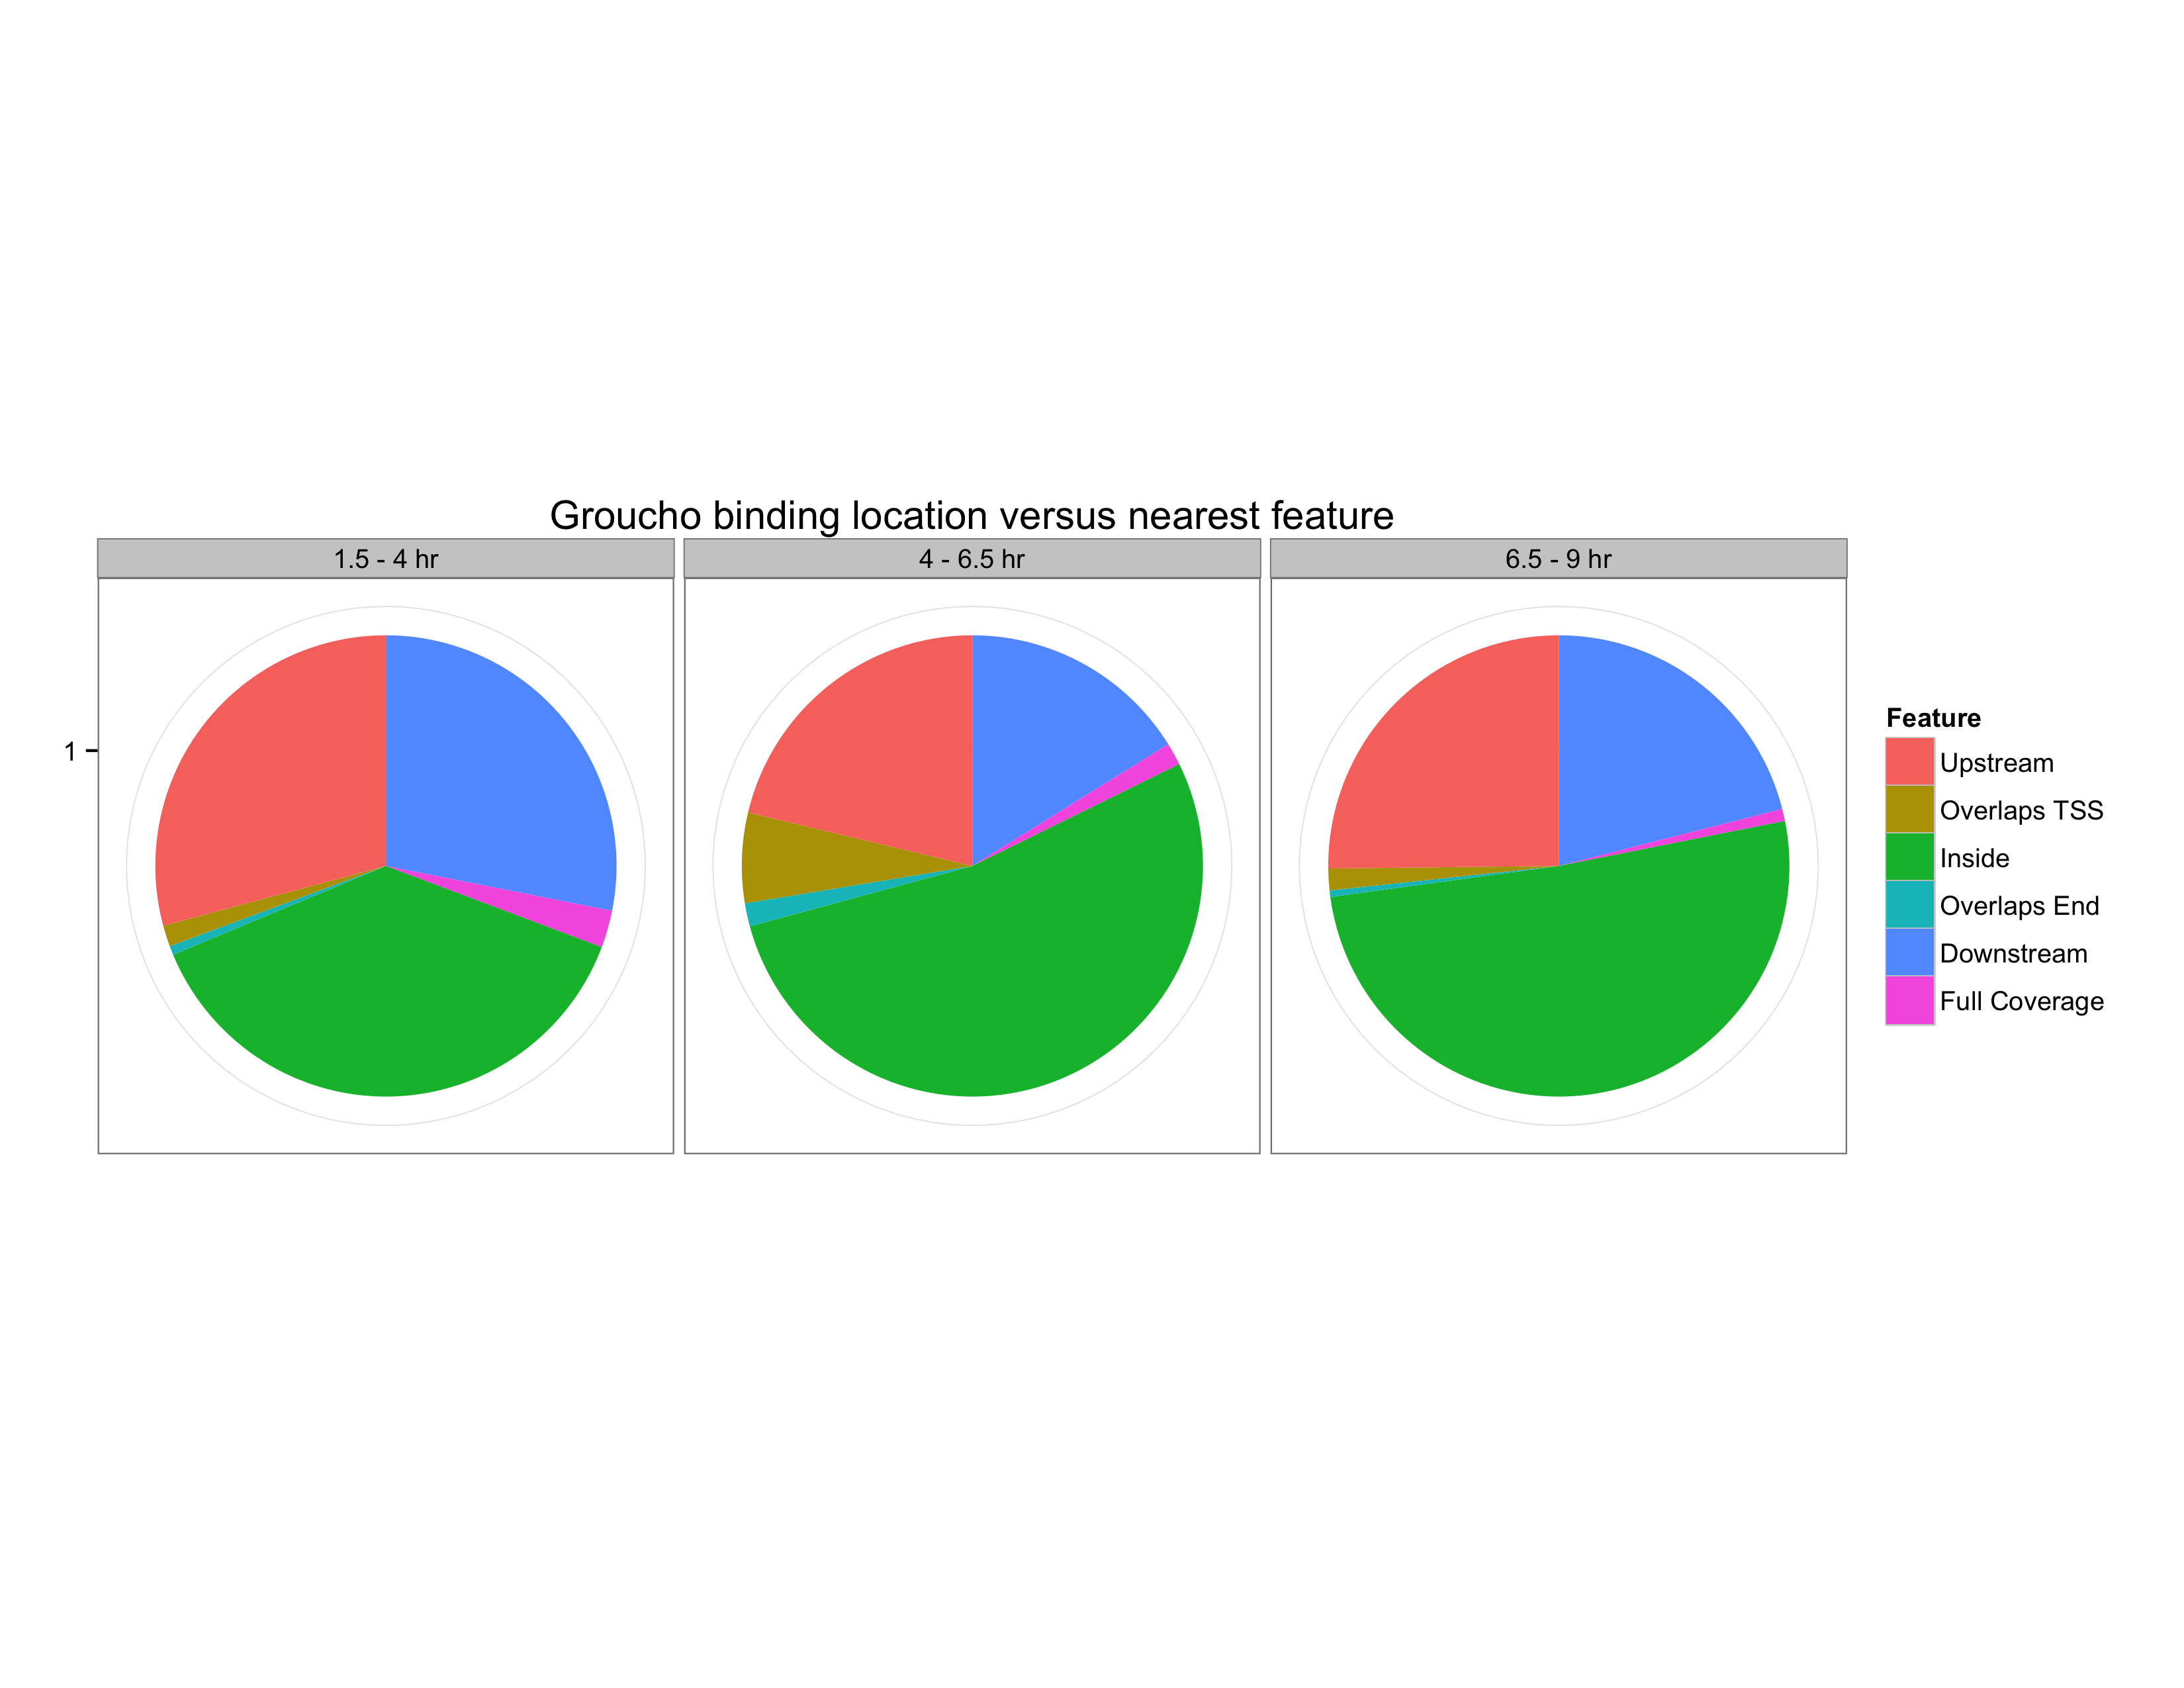 Groucho binding location versus nearest feature
1.5 - 4 hr
4 - 6.5 hr
6.5 - 9 hr
1
Feature
Upstream
Overlaps TSS
Inside
Overlaps End
Downstream
Full Coverage